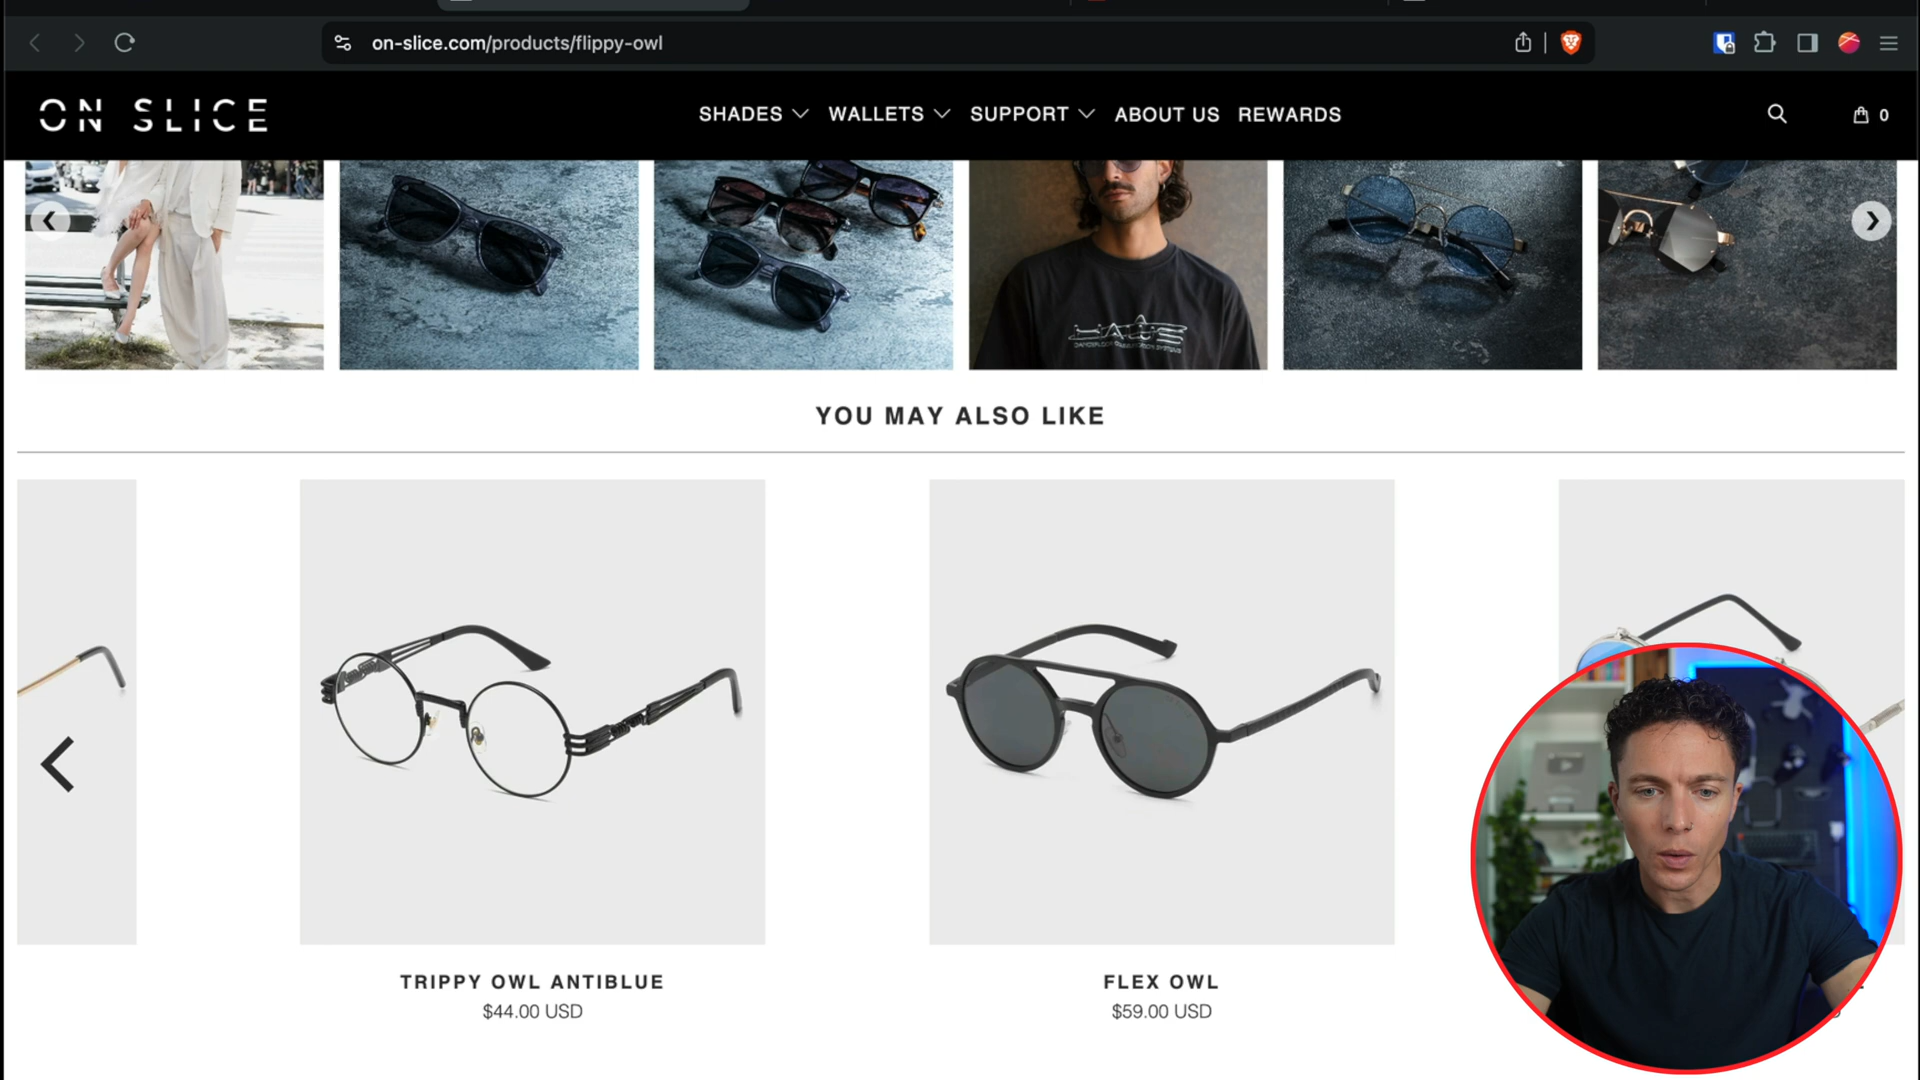 on-slice.com/products/flippy-owl
ON SLICE
SHADES WALLETS SUPPORT ABOUT US REWARDS
0
YOU MAY ALSO LIKE
TRIPPY OWL ANTIBLUE
$44.00 USD
FLEX OWL
$59.00 USD